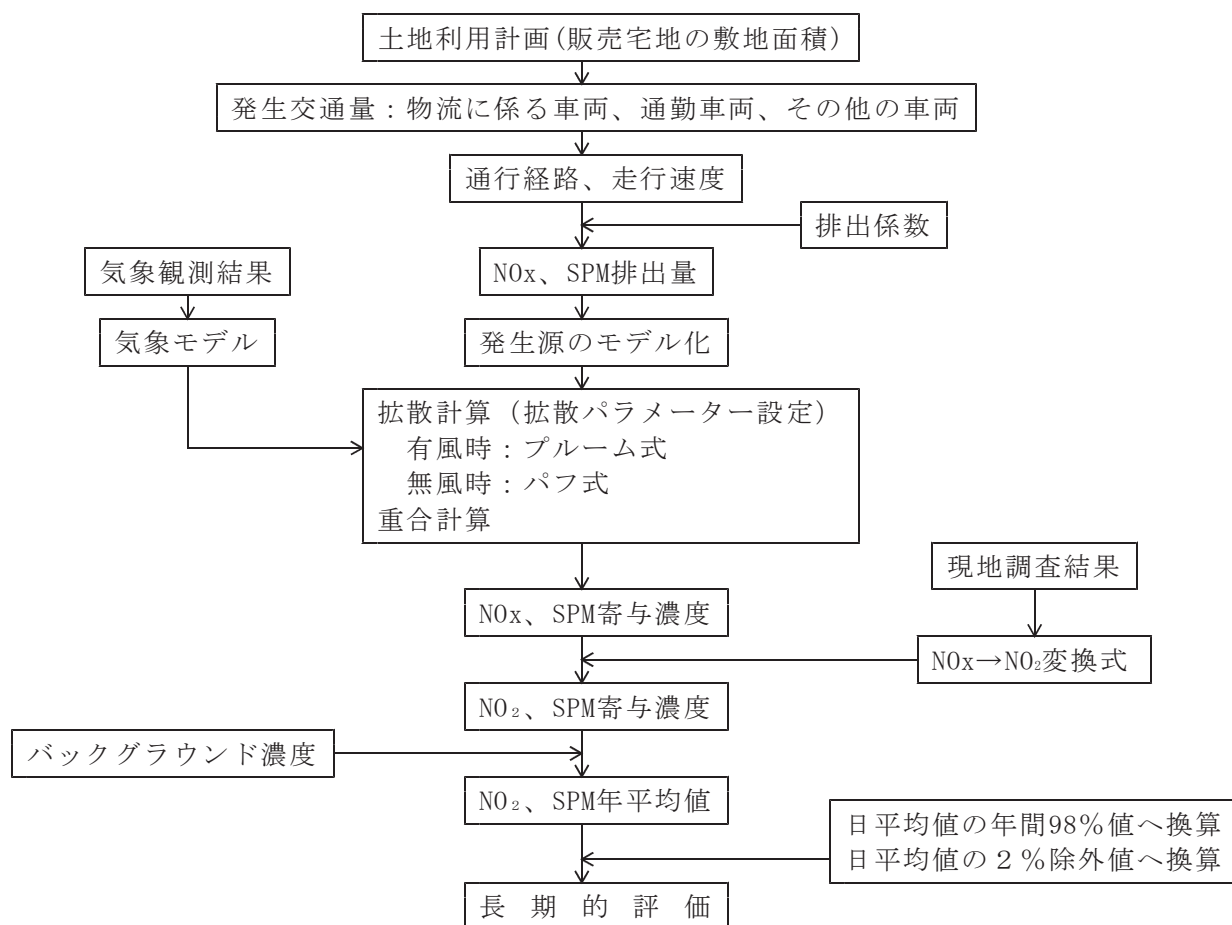 土地利用計画(販売宅地の敷地面積)
発生交通量：物流に係る車両、通勤車両、その他の車両
通行経路、走行速度
排出係数
気象観測結果
NOx、SPM排出量
気象モデル
発生源のモデル化
拡散計算（拡散パラメーター設定）
有風時：プルーム式
無風時：パフ式
重合計算
現地調査結果
NOx、SPM寄与濃度
NOx→NO₂変換式
NO₂、SPM寄与濃度
バックグラウンド濃度
NO₂、SPM年平均値
日平均値の年間98％値へ換算
日平均値の２％除外値へ換算
長 期 的 評 価